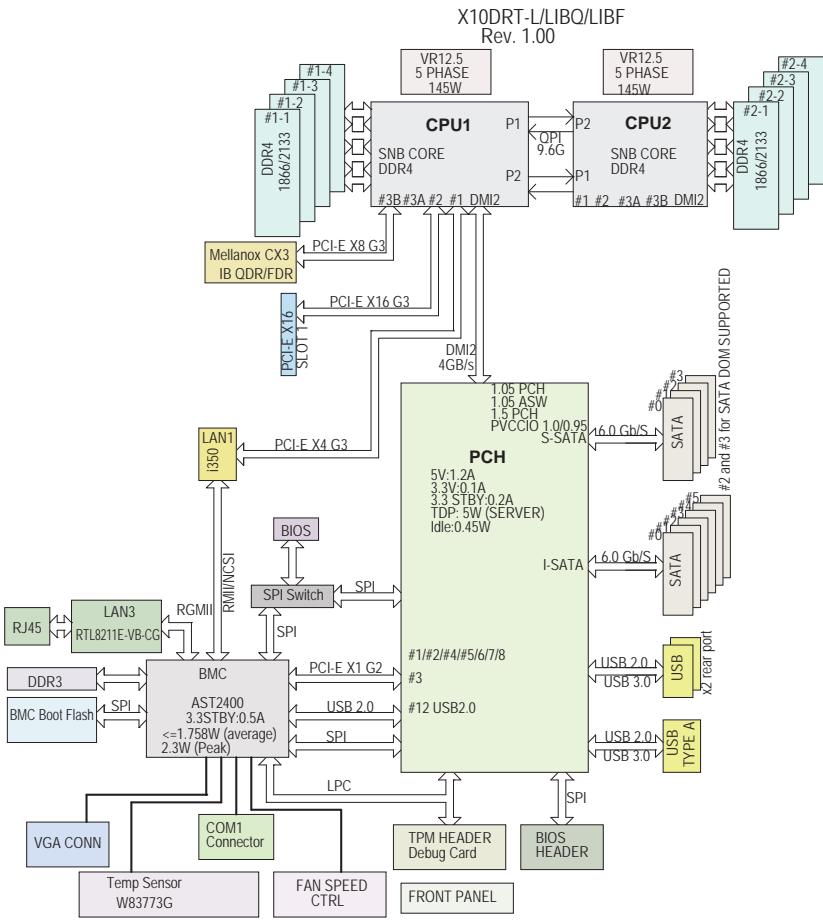 X10DRT-L/LIBQ/LIBF
Rev. 1.00
VR12.5
5 PHASE
145W
VR12.5
5 PHASE
145W
#1-4
#1-3
#1-2
#1-1
DDR4
1866/2133
CPU1
P1
SNB CORE
DDR4
P2
#3B #3A #2 #1 DMI2
QPI
9.6G
P2
CPU2
SNB CORE
DDR4
P1
#1 #2 #3A #3B DMI2
#2-4
#2-3
#2-2
#2-1
DDR4
1866/2133
Mellanox CX3
IB QDR/FDR
PCI-E X8 G3
PCI-E X16
SLOT 1
PCI-E X16 G3
DMI2
4GB/s
LAN1
i350
PCI-E X4 G3
1.05 PCH
1.05 ASW
1.5 PCH
PVCCIO 1.0/0.95
S-SATA
PCH
5V:1.2A
3.3V:0.1A
3.3 STBY:0.2A
TDP: 5W (SERVER)
Idle:0.45W
I-SATA
#1/#2/#4/#5/6/7/8
#3
#12 USB2.0
6.0 Gb/S
#3
#2
#1
#0
SATA
#2 and #3 for SATA DOM SUPPORTED
6.0 Gb/S
#5
#4
#3
#2
#1
#0
SATA
BIOS
SPI Switch
SPI
SPI
RMII/NCSI
RGMII
RJ45
LAN3
RTL8211E-VB-CG
DDR3
BMC Boot Flash
SPI
BMC
AST2400
3.3STBY:0.5A
<=1.758W (average)
2.3W (Peak)
PCI-E X1 G2
USB 2.0
SPI
LPC
USB 2.0
USB 3.0
USB
x2 rear port
USB 2.0
USB 3.0
USB
TYPE A
SPI
VGA CONN
COM1
Connector
TPM HEADER
Debug Card
BIOS
HEADER
Temp Sensor
W83773G
FAN SPEED
CTRL
FRONT PANEL